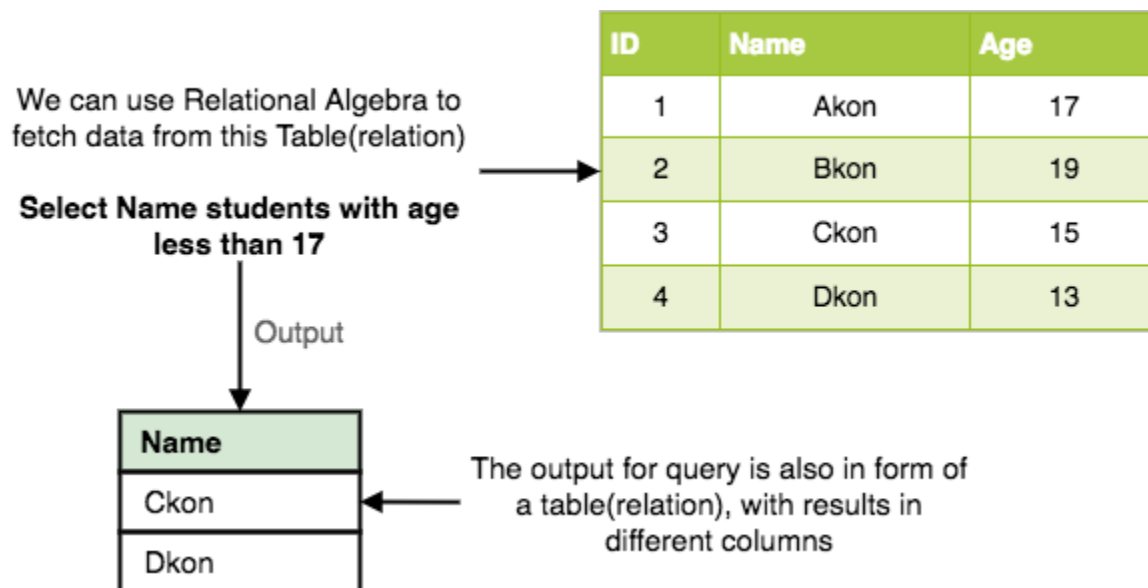 We can use Relational Algebra to
fetch data from this Table(relation)
Select Name students with age
less than 17
ID Name Age
1 Akon 17
2 Bkon 19
3 Ckon 15
4 Dkon 13
Output
Name
Ckon
Dkon
The output for query is also in form of
a table(relation), with results in
different columns